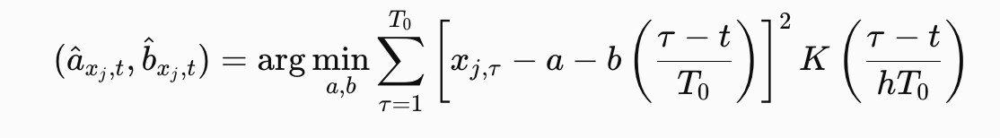 (â_{x_j,t}, b̂_{x_j,t}) = arg min_{a,b} ∑_{τ=1}^{T_0} [x_{j,τ} − a − b((τ − t)/T_0)]^2 K((τ − t)/(hT_0))